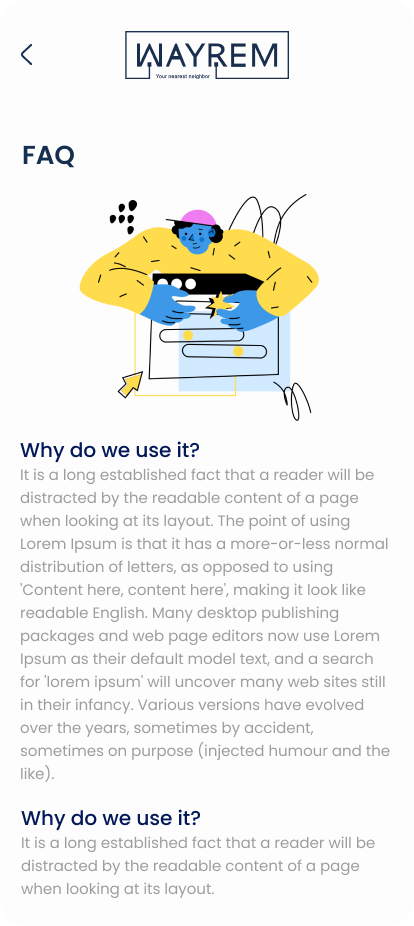 WAYREM
Your nearest neighbor
FAQ
Why do we use it?
It is a long established fact that a reader will be
distracted by the readable content of a page
when looking at its layout. The point of using
Lorem Ipsum is that it has a more-or-less normal
distribution of letters, as opposed to using
'Content here, content here', making it look like
readable English. Many desktop publishing
packages and web page editors now use Lorem
Ipsum as their default model text, and a search
for 'lorem ipsum' will uncover many web sites still
in their infancy. Various versions have evolved
over the years, sometimes by accident,
sometimes on purpose (injected humour and the
like).
Why do we use it?
It is a long established fact that a reader will be
distracted by the readable content of a page
when looking at its layout.